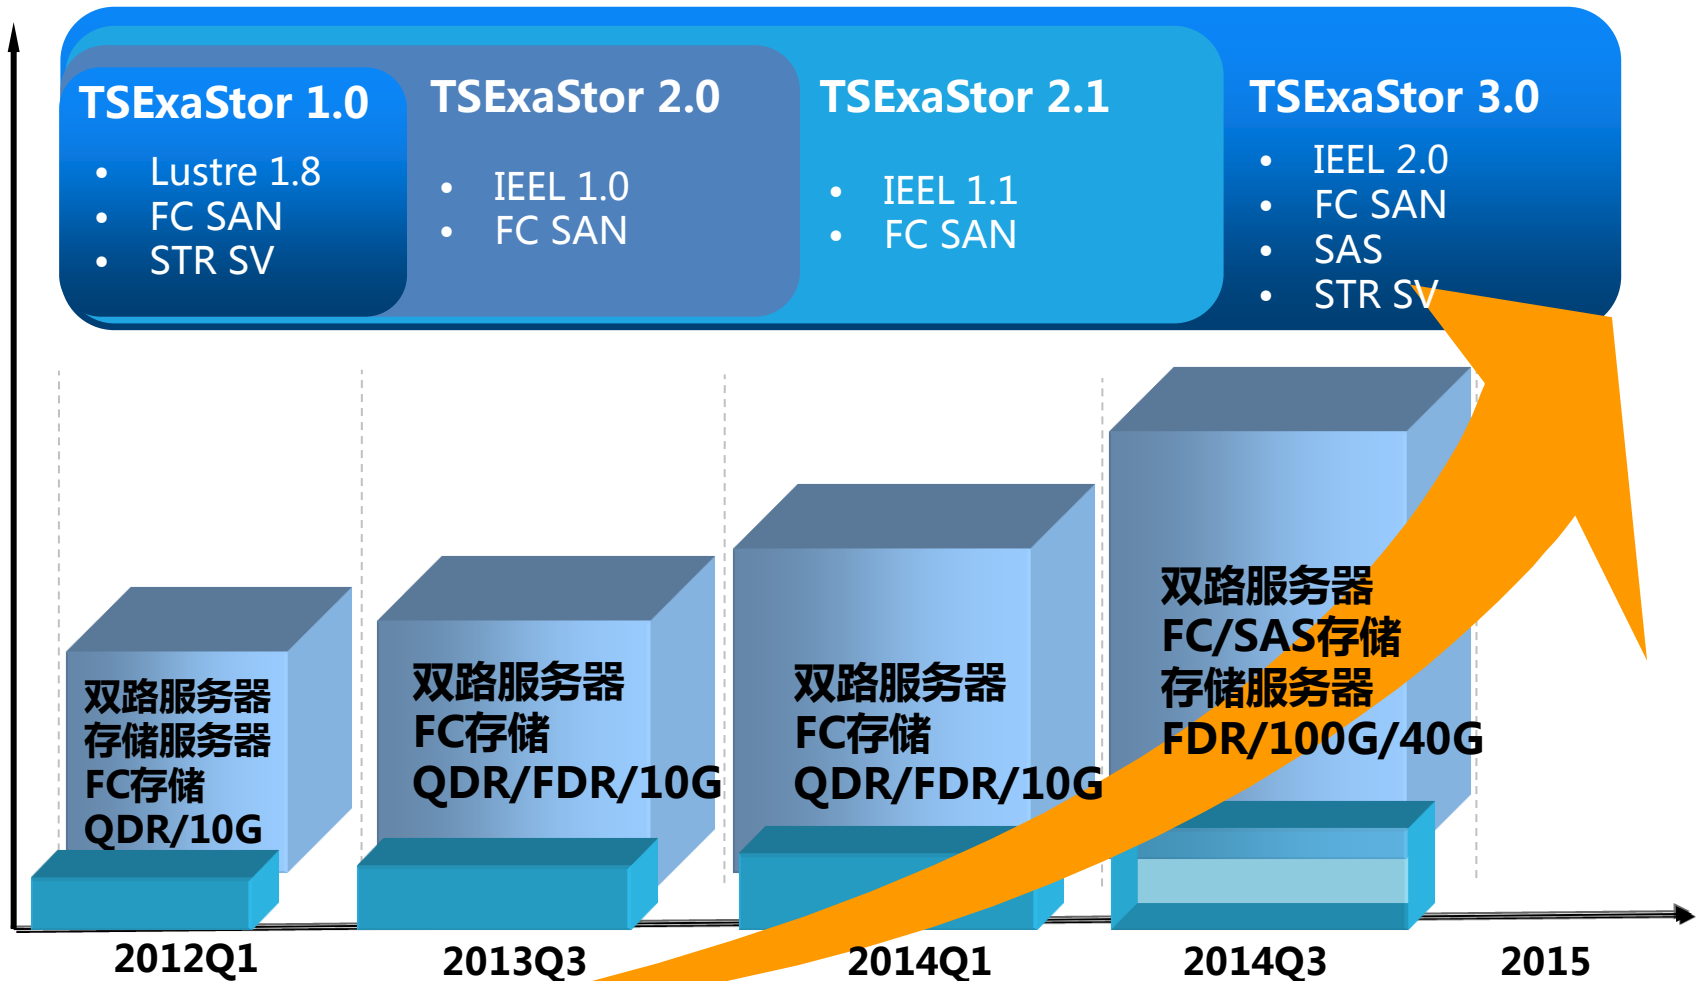 TSExaStor 1.0
• Lustre 1.8
• FC SAN
• STR SV
TSExaStor 2.0
• IEEL 1.0
• FC SAN
TSExaStor 2.1
• IEEL 1.1
• FC SAN
TSExaStor 3.0
• IEEL 2.0
• FC SAN
• SAS
• STR SV
双路服务器
存储服务器
FC存储
QDR/10G
双路服务器
FC存储
QDR/FDR/10G
双路服务器
FC存储
QDR/FDR/10G
双路服务器
FC/SAS存储
存储服务器
FDR/100G/40G
2012Q1
2013Q3
2014Q1
2014Q3
2015